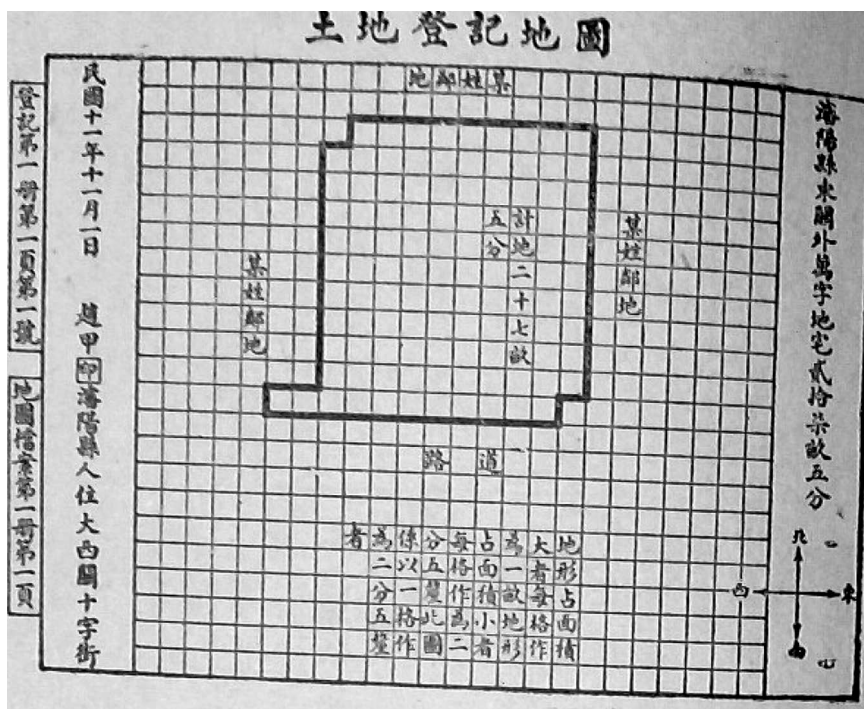 土地登記地圖
瀋陽縣東關外萬字地宅貳拾柒畝五分
北
東
西
南
某姓鄰地
某姓鄰地
計地二十七畝
五分
某姓鄰地
道路
地形占面積
大者每格作
為一畝地形
占面積小者
每格作為二
分五釐此圖
係以一格作
為二分五釐
者
民國十一年十一月一日 趙甲印瀋陽縣人住大西關十字街
登記第一冊第一頁第一號
地圖檔案第一冊第一頁